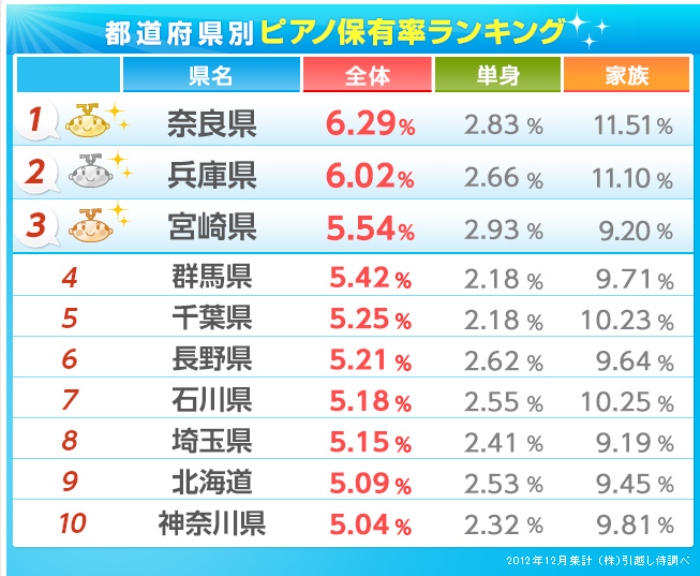 都道府県別ピアノ保有率ランキング
県名 全体 単身 家族
1 奈良県 6.29% 2.83% 11.51%
2 兵庫県 6.02% 2.66% 11.10%
3 宮崎県 5.54% 2.93% 9.20%
4 群馬県 5.42% 2.18% 9.71%
5 千葉県 5.25% 2.18% 10.23%
6 長野県 5.21% 2.62% 9.64%
7 石川県 5.18% 2.55% 10.25%
8 埼玉県 5.15% 2.41% 9.19%
9 北海道 5.09% 2.53% 9.45%
10 神奈川県 5.04% 2.32% 9.81%
2012年12月集計 (株)引越し侍調べ